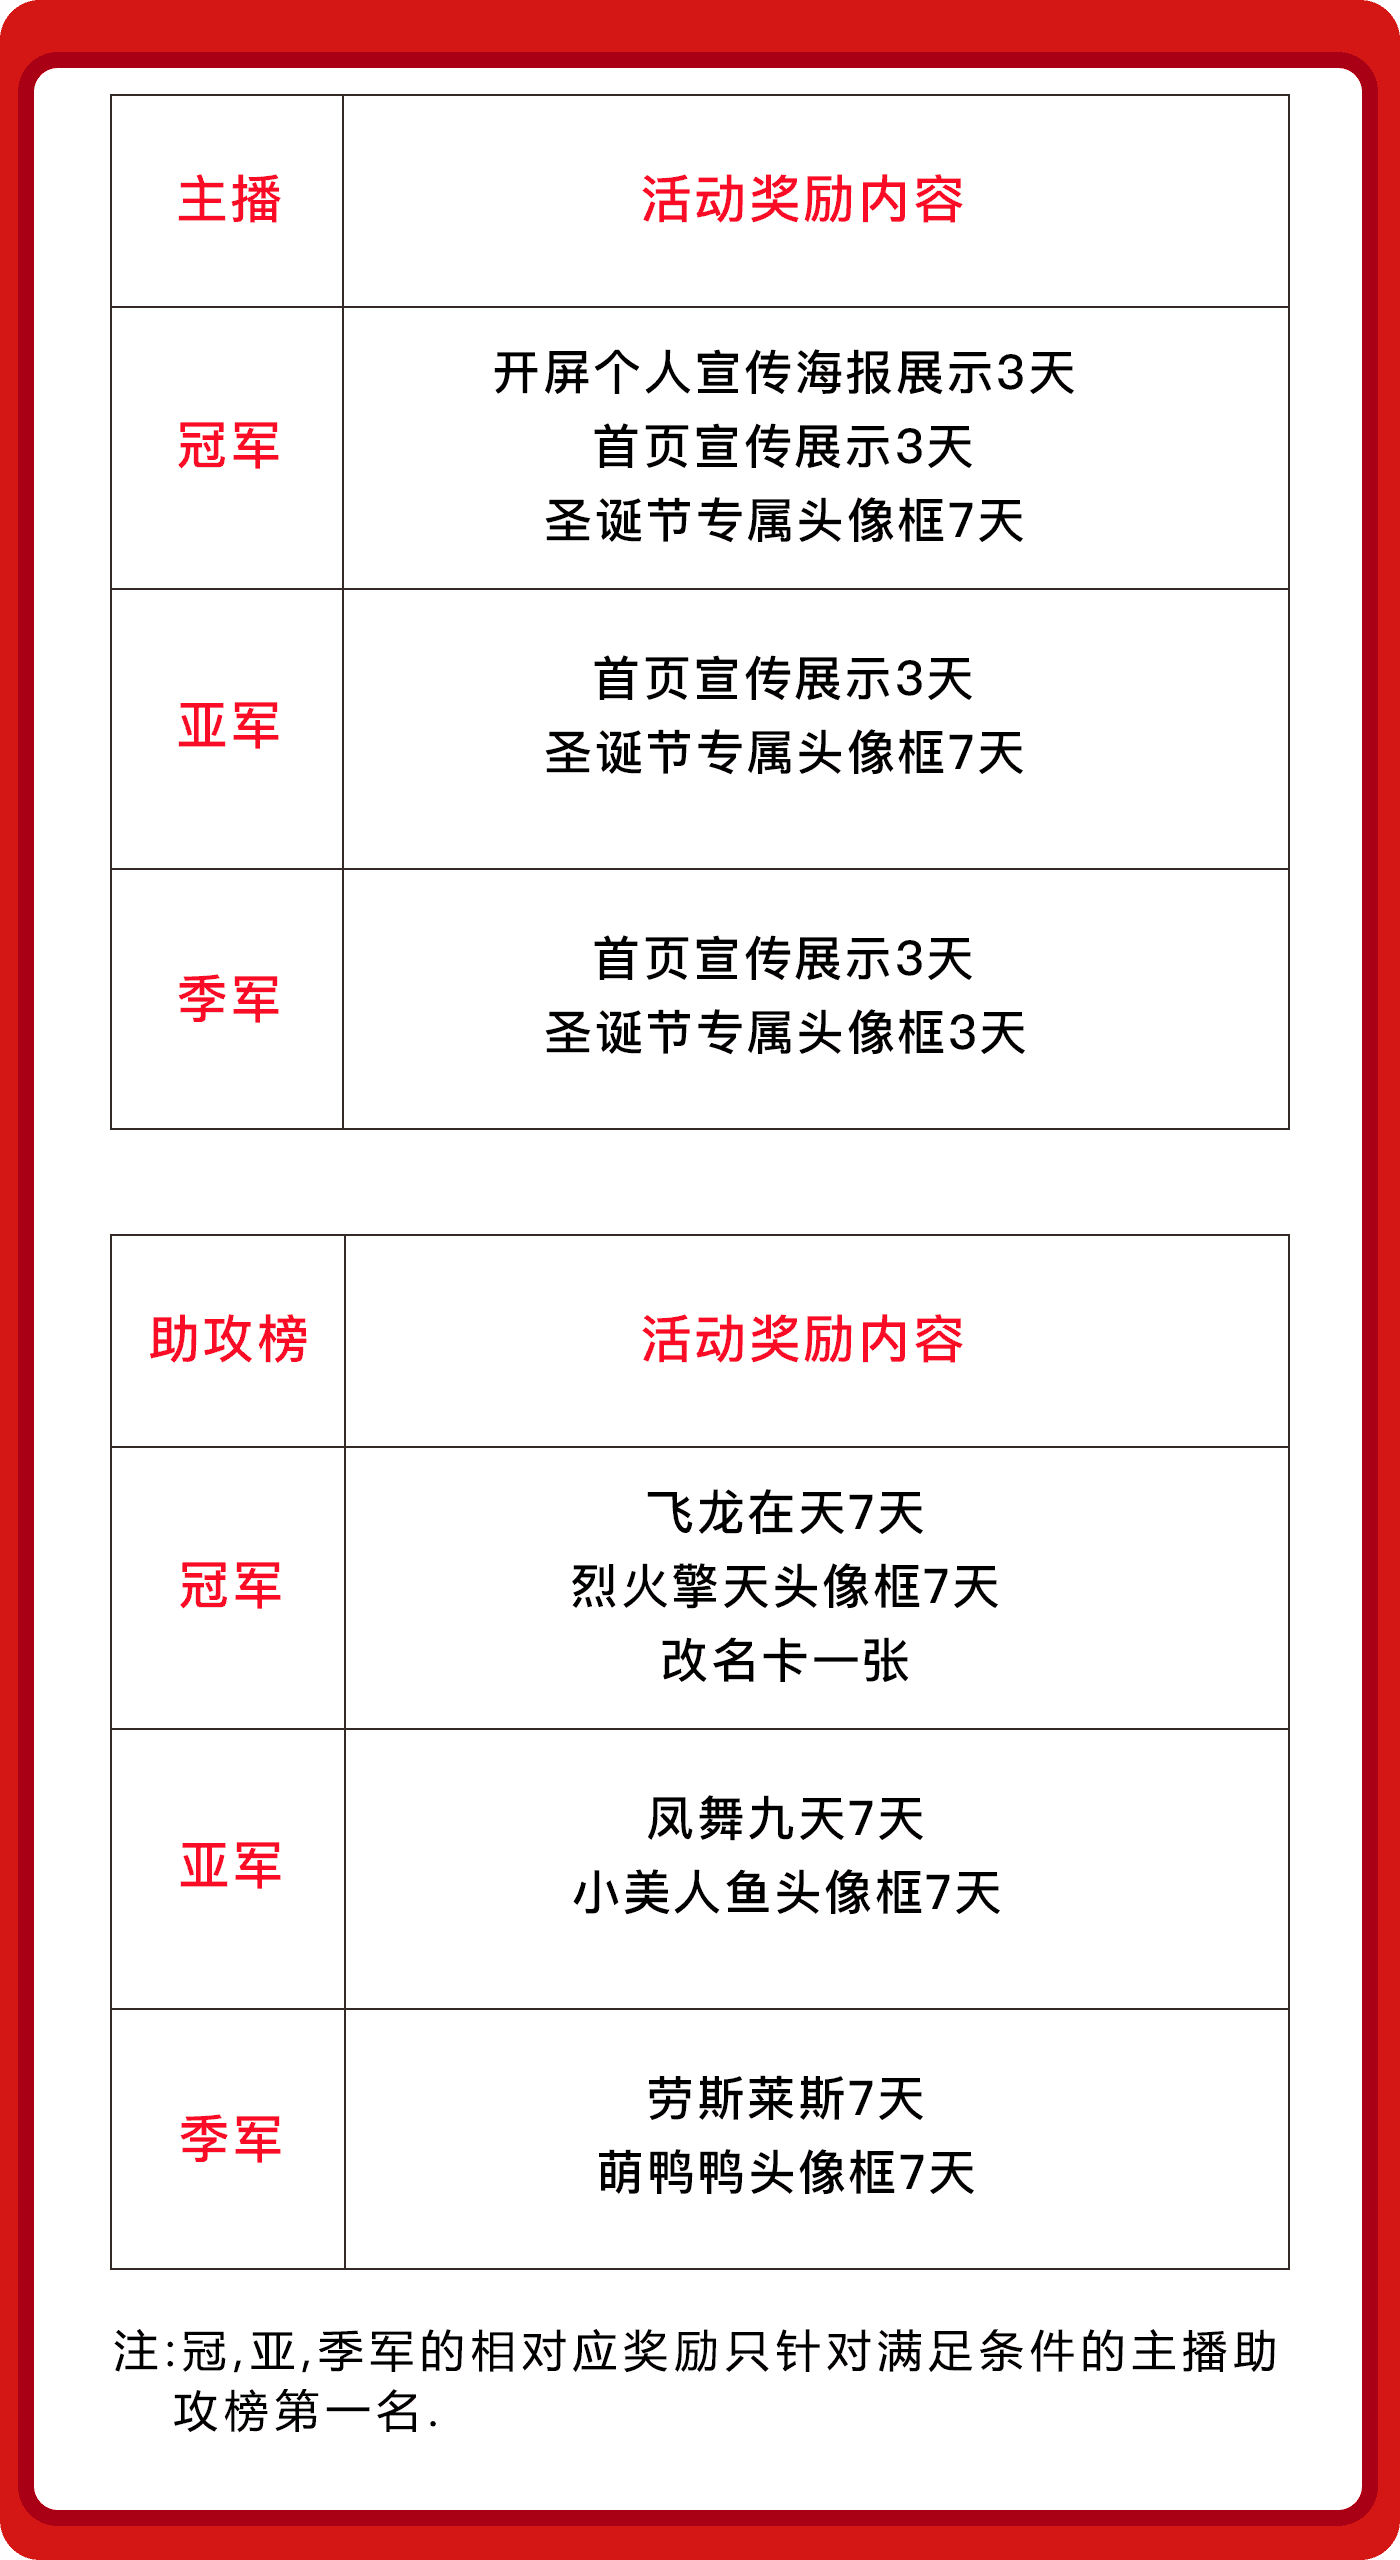 主播
活动奖励内容
冠军
开屏个人宣传海报展示3天
首页宣传展示3天
圣诞节专属头像框7天
亚军
首页宣传展示3天
圣诞节专属头像框7天
季军
首页宣传展示3天
圣诞节专属头像框3天
助攻榜
活动奖励内容
冠军
飞龙在天7天
烈火擎天头像框7天
改名卡一张
亚军
凤舞九天7天
小美人鱼头像框7天
季军
劳斯莱斯7天
萌鸭鸭头像框7天
注:冠,亚,季军的相对应奖励只针对满足条件的主播助
攻榜第一名.